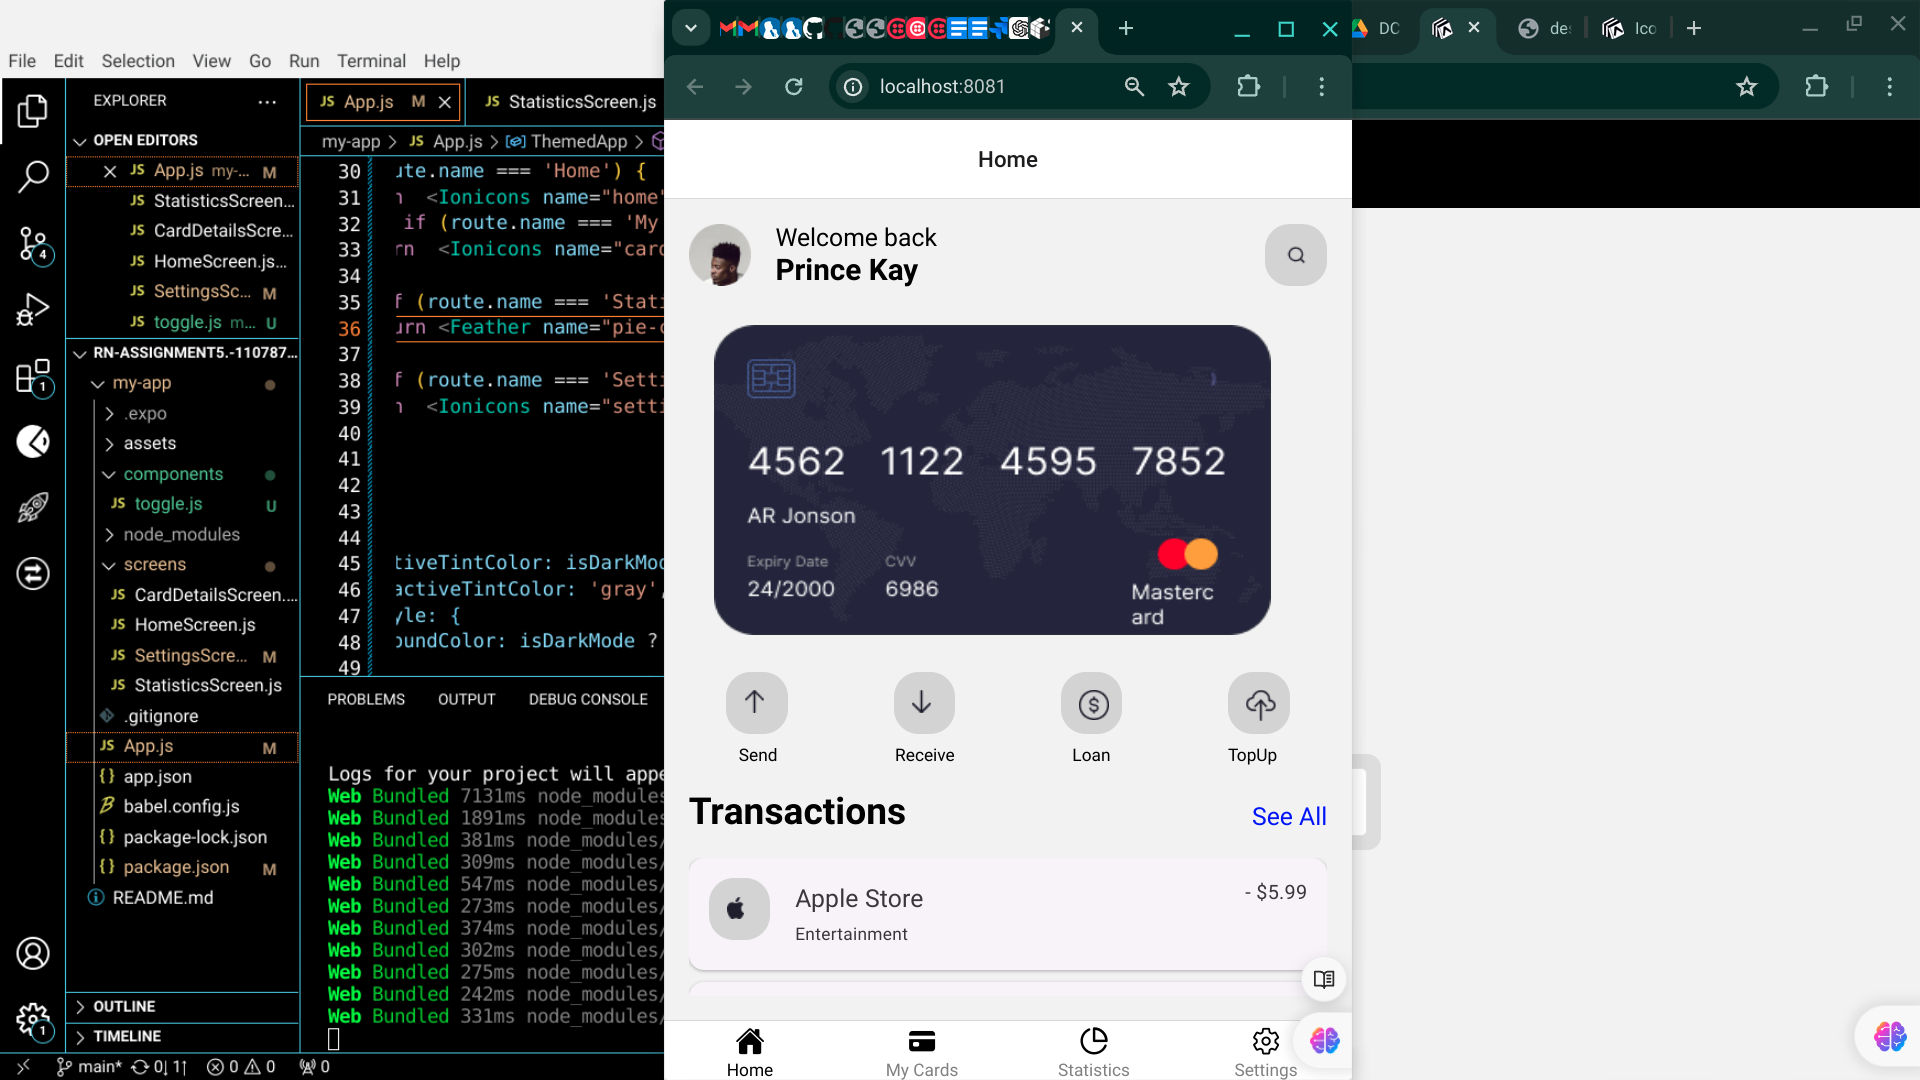 File Edit Selection View Go Run Terminal Help
EXPLORER
OPEN EDITORS
JS App.js my-... M
JS StatisticsScreen...
JS CardDetailsScre...
JS HomeScreen.js...
JS SettingsSc... M
JS toggle.js m... U
RN-ASSIGNMENT5.-110787...
my-app
.expo
assets
components
JS toggle.js U
node_modules
screens
JS CardDetailsScreen....
JS HomeScreen.js
JS SettingsScre... M
JS StatisticsScreen.js
.gitignore
JS App.js M
{} app.json
babel.config.js
{} package-lock.json
{} package.json M
README.md
OUTLINE
TIMELINE
4
1
1
main* 0 1 0 0 0
JS App.js M
JS StatisticsScreen.js
my-app > JS App.js > ThemedApp >
30 ute.name === 'Home') {
31 <Ionicons name="home"
32 if (route.name === 'My
33 rn <Ionicons name="card
34
35 f (route.name === 'Stati
36 urn <Feather name="pie-c
37
38 f (route.name === 'Setti
39 n <Ionicons name="setti
40
41
42
43
44
45 tiveTintColor: isDarkMod
46 activeTintColor: 'gray',
47 yle: {
48 oundColor: isDarkMode ?
49
PROBLEMS OUTPUT DEBUG CONSOLE
Logs for your project will appe
Web Bundled 7131ms node_modules
Web Bundled 1891ms node_modules
Web Bundled 381ms node_modules/
Web Bundled 309ms node_modules/
Web Bundled 547ms node_modules/
Web Bundled 273ms node_modules/
Web Bundled 374ms node_modules/
Web Bundled 302ms node_modules/
Web Bundled 275ms node_modules/
Web Bundled 242ms node_modules/
Web Bundled 331ms node_modules/
localhost:8081
DC
de
Ico
Home
Welcome back
Prince Kay
4562 1122 4595 7852
AR Jonson
Expiry Date CVV
24/2000 6986
Masterc
ard
Send Receive Loan TopUp
Transactions See All
Apple Store - $5.99
Entertainment
Home My Cards Statistics Settings